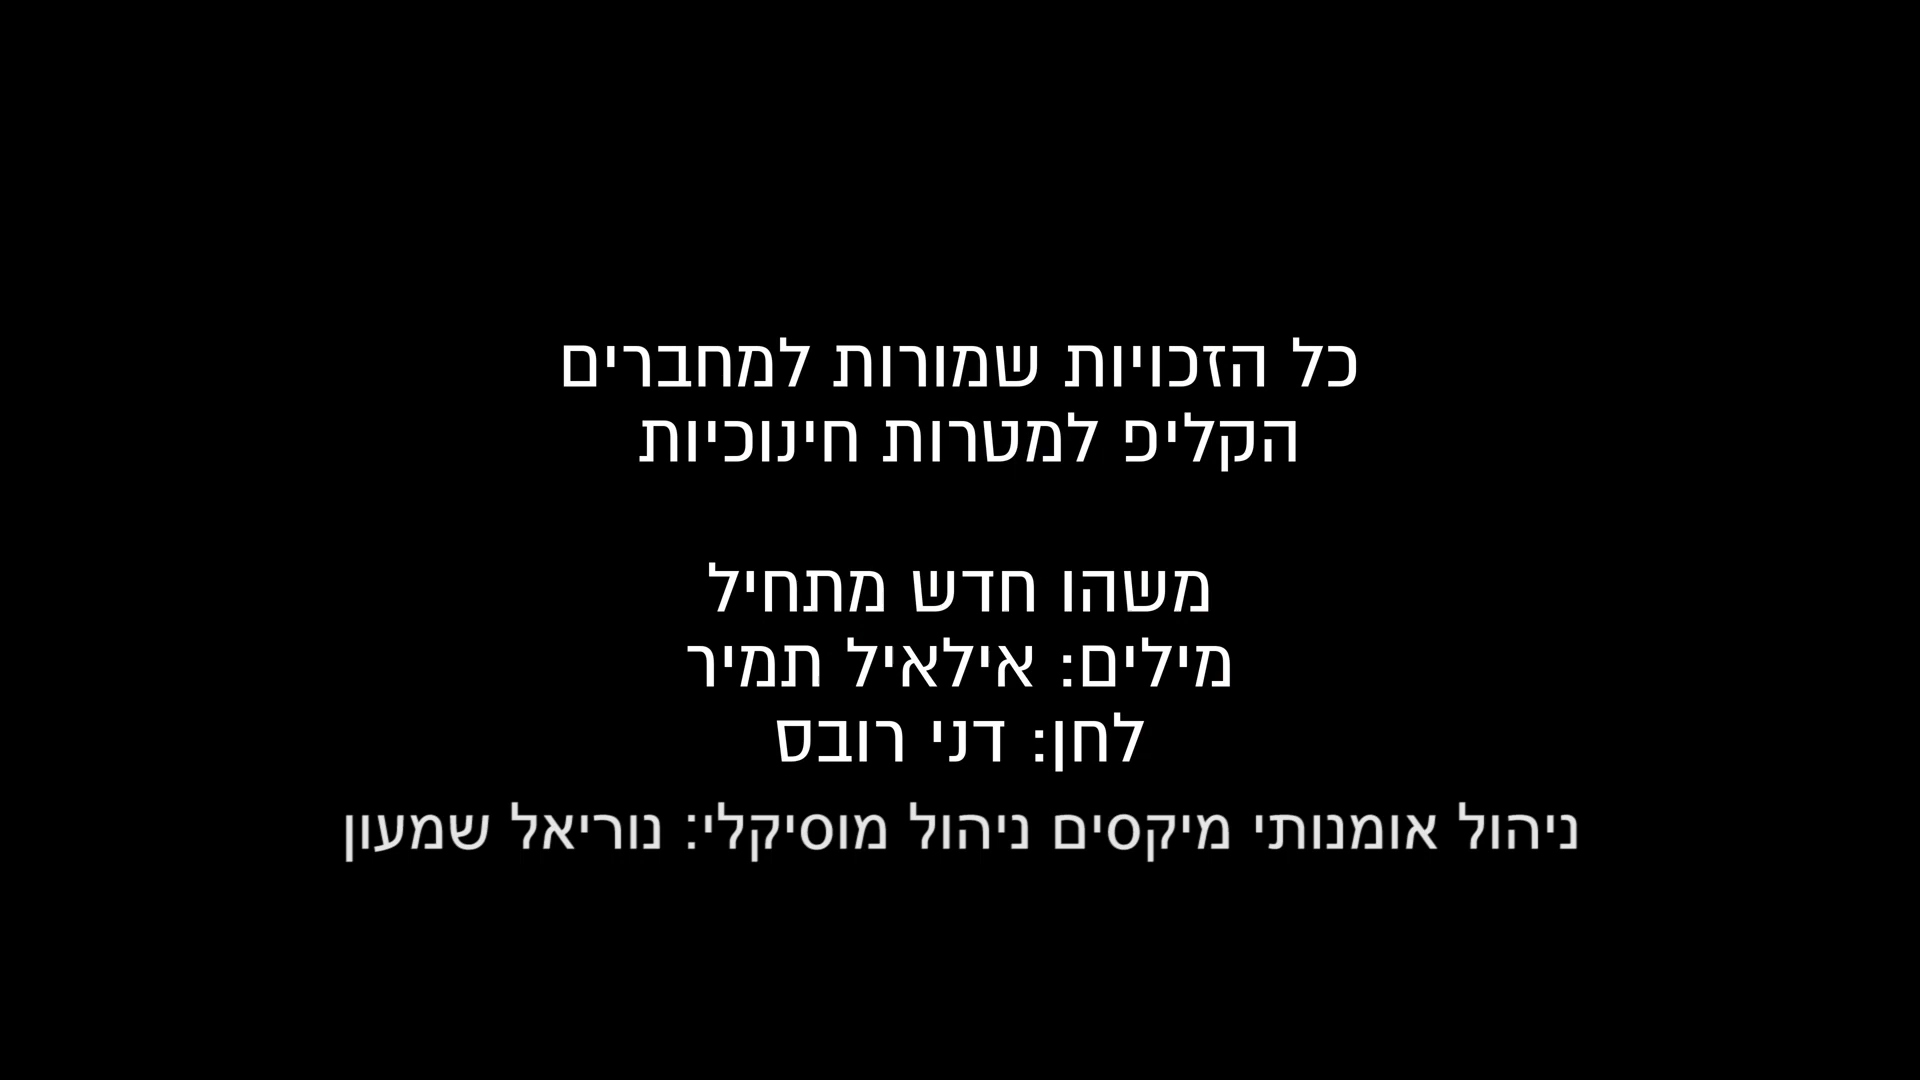 כל הזכויות שמורות למחברים
הקליפ למטרות חינוכיות
משהו חדש מתחיל
מילים: אילאיל תמיר
לחן: דני רובס
ניהול אומנותי מיקסים ניהול מוסיקלי: נוריאל שמעון